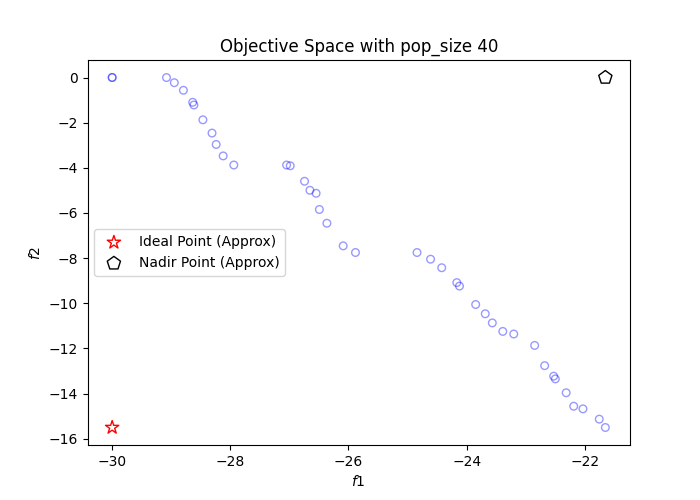 Objective Space with pop_size 40
0
−2
−4
−6
−8
−10
−12
−14
−16
f2
Ideal Point (Approx)
Nadir Point (Approx)
−30
−28
−26
−24
−22
f1